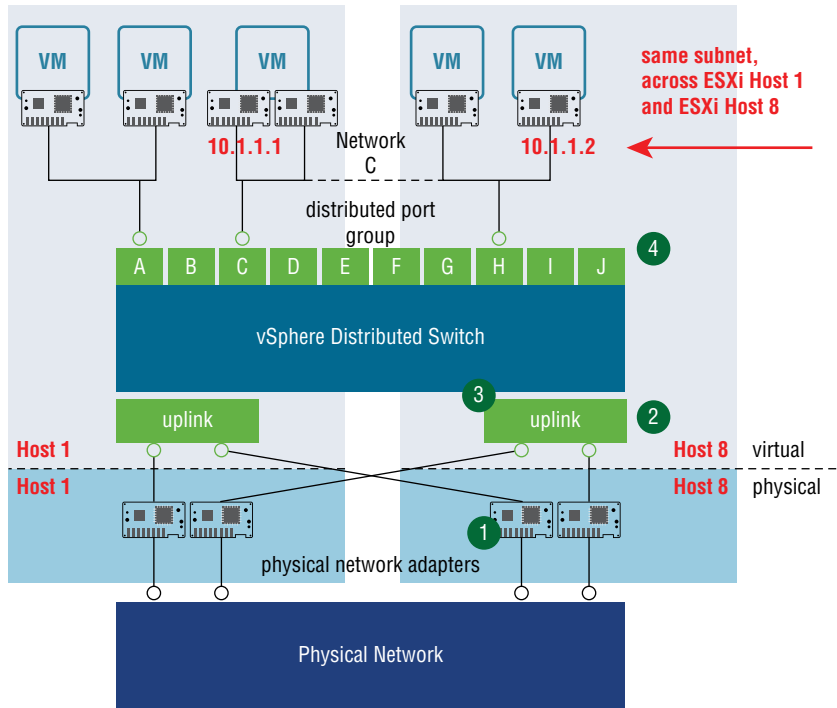 VM
VM
VM
VM
VM
same subnet,
across ESXi Host 1
and ESXi Host 8
10.1.1.1
Network
C
10.1.1.2
distributed port
group
A
B
C
D
E
F
G
H
I
J
4
vSphere Distributed Switch
3
uplink
uplink
2
Host 1
Host 8
virtual
Host 1
Host 8
physical
1
physical network adapters
Physical Network